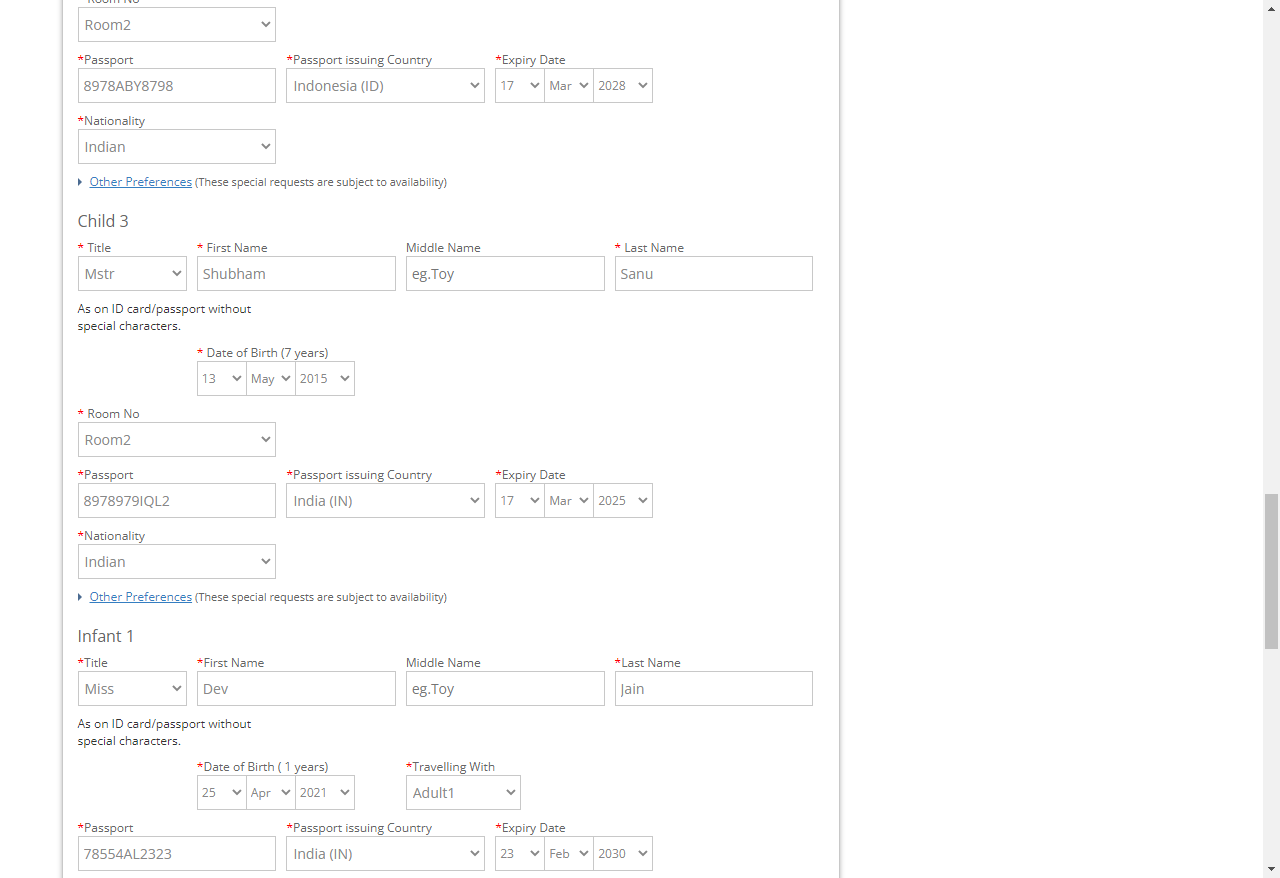 Room No
Room2
*Passport *Passport issuing Country *Expiry Date
8978ABY8798 Indonesia (ID) 17 Mar 2028
*Nationality
Indian
Other Preferences (These special requests are subject to availability)
Child 3
* Title * First Name Middle Name * Last Name
Mstr Shubham eg.Toy Sanu
As on ID card/passport without
special characters.
* Date of Birth (7 years)
13 May 2015
* Room No
Room2
*Passport *Passport issuing Country *Expiry Date
8978979IQL2 India (IN) 17 Mar 2025
*Nationality
Indian
Other Preferences (These special requests are subject to availability)
Infant 1
*Title *First Name Middle Name *Last Name
Miss Dev eg.Toy Jain
As on ID card/passport without
special characters.
*Date of Birth ( 1 years) *Travelling With
25 Apr 2021 Adult1
*Passport *Passport issuing Country *Expiry Date
78554AL2323 India (IN) 23 Feb 2030